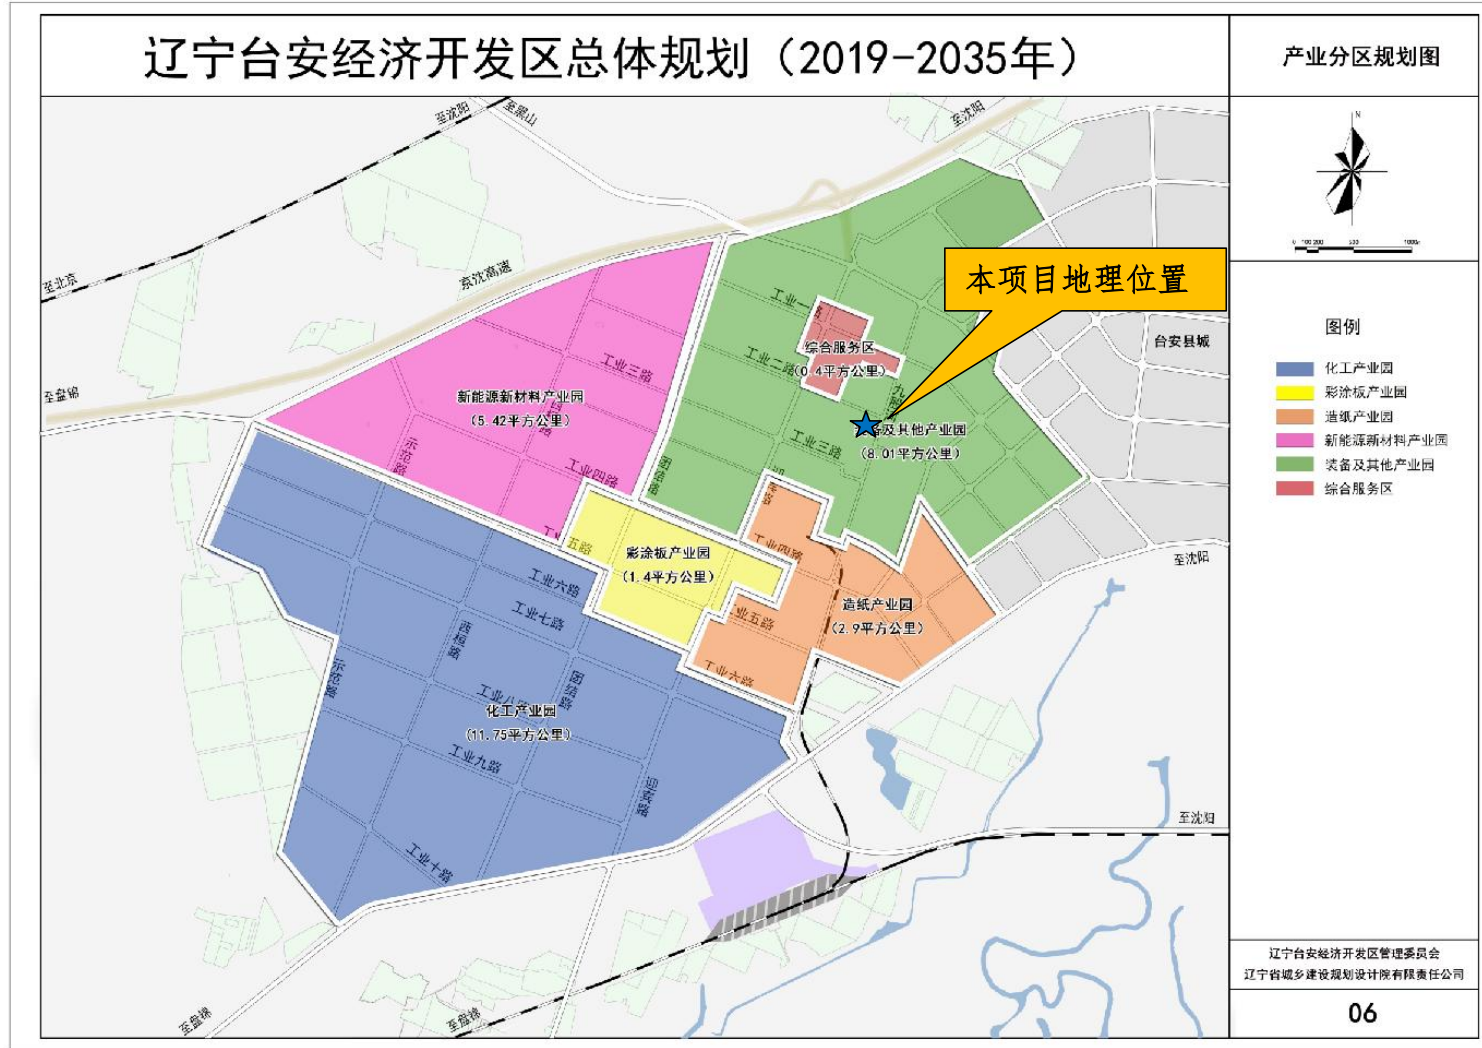 辽宁台安经济开发区总体规划（2019-2035年）
产业分区规划图
至沈阳
至黑山
至沈阳
N
0 100 200 500 1000m
至北京
京沈高速
本项目地理位置
工业一路
综合服务区
(0.4平方公里)
工业二路
台安县城
图例
化工产业园
彩涂板产业园
造纸产业园
新能源新材料产业园
装备及其他产业园
综合服务区
至盘锦
工业三路
新能源新材料产业园
(5.42平方公里)
备及其他产业园
(8.01平方公里)
工业三路
示范路
工业四路
团结路
工业五路
彩涂板产业园
(1.4平方公里)
工业四路
至沈阳
工业六路
工业七路
造纸产业园
(2.9平方公里)
工业五路
西桓路
示范路
团结路
工业六路
工业八路
化工产业园
(11.75平方公里)
工业九路
迎宾路
至沈阳
工业十路
至盘锦
至盘锦
辽宁台安经济开发区管理委员会
辽宁省城乡建设规划设计院有限责任公司
06